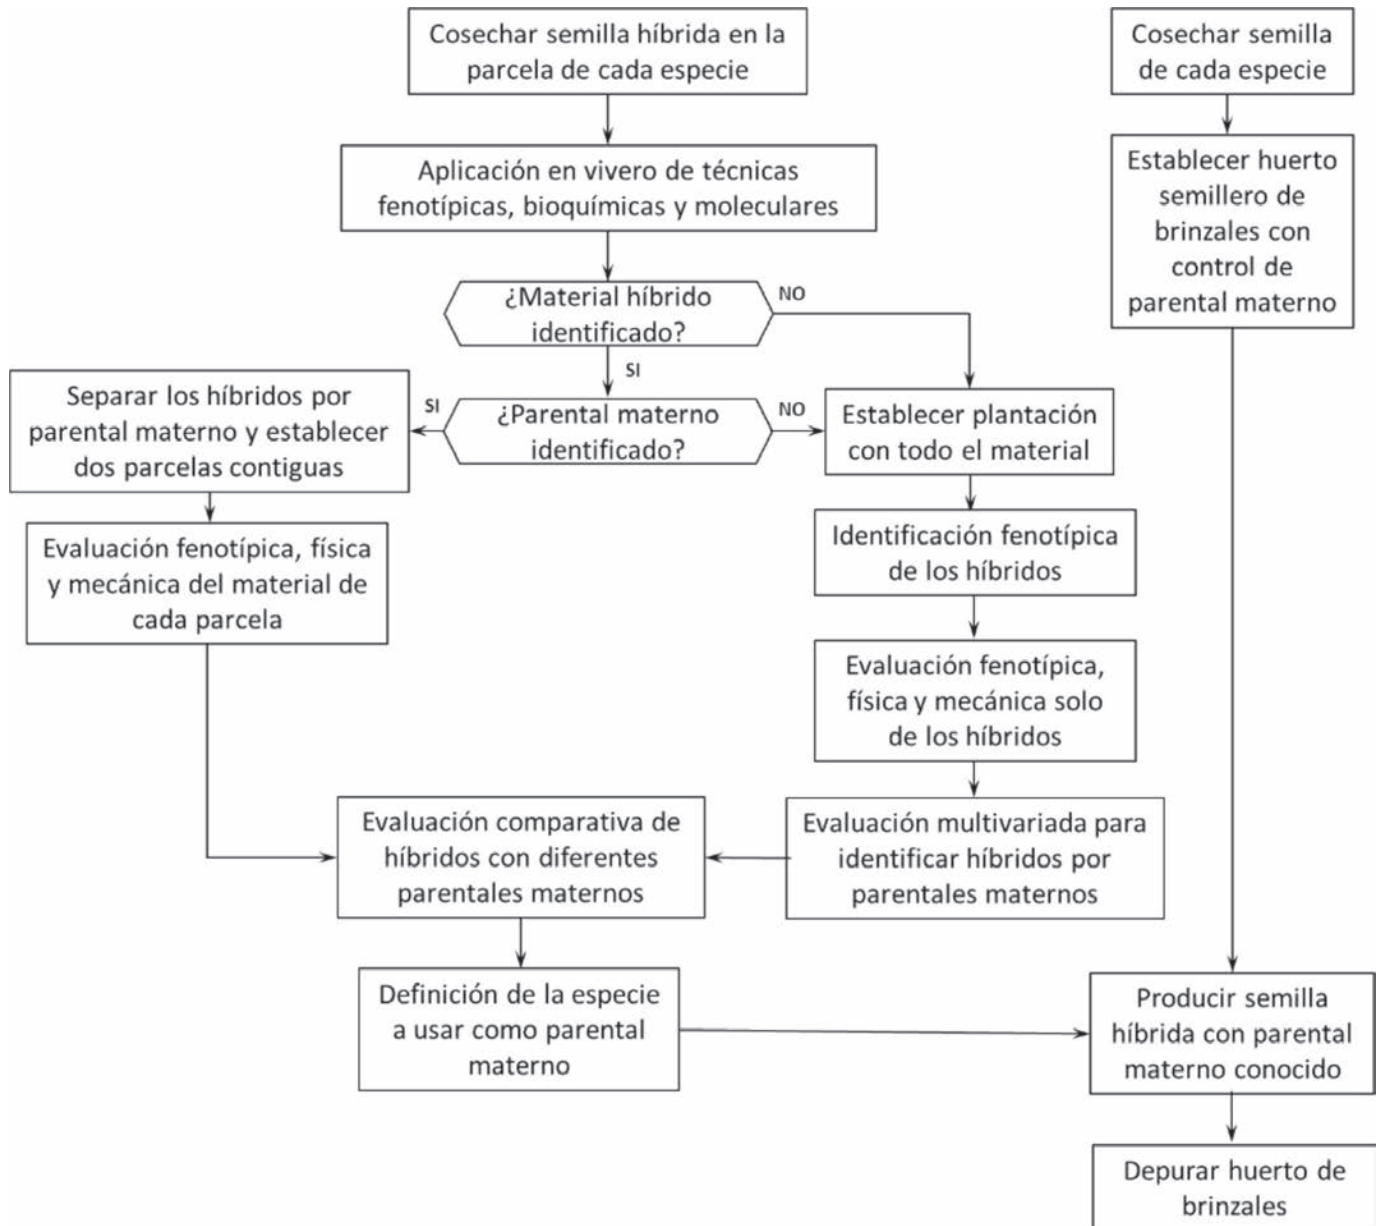 Cosechar semilla híbrida en la
parcela de cada especie
Cosechar semilla
de cada especie
Aplicación en vivero de técnicas
fenotípicas, bioquímicas y moleculares
Establecer huerto
semillero de
brinzales con
control de
parental materno
¿Material híbrido
identificado?
NO
SI
Separar los híbridos por
parental materno y establecer
dos parcelas contiguas
SI
¿Parental materno
identificado?
NO
Establecer plantación
con todo el material
Evaluación fenotípica, física
y mecánica del material de
cada parcela
Identificación fenotípica
de los híbridos
Evaluación fenotípica,
física y mecánica solo
de los híbridos
Evaluación comparativa de
híbridos con diferentes
parentales maternos
Evaluación multivariada para
identificar híbridos por
parentales maternos
Definición de la especie
a usar como parental
materno
Producir semilla
híbrida con parental
materno conocido
Depurar huerto de
brinzales